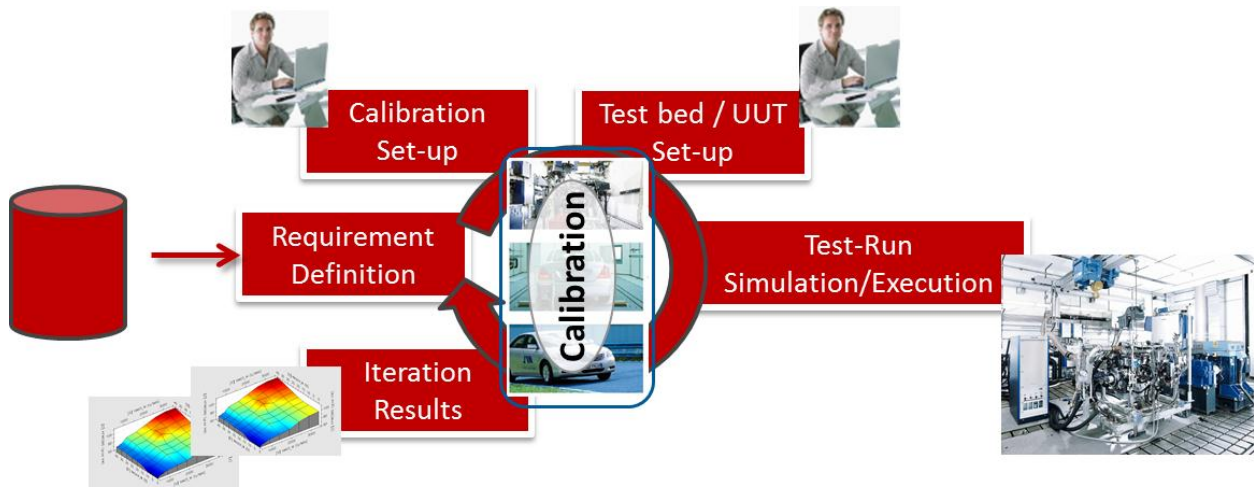 Calibration
Set-up
Test bed / UUT
Set-up
Requirement
Definition
Calibration
Test-Run
Simulation/Execution
Iteration
Results